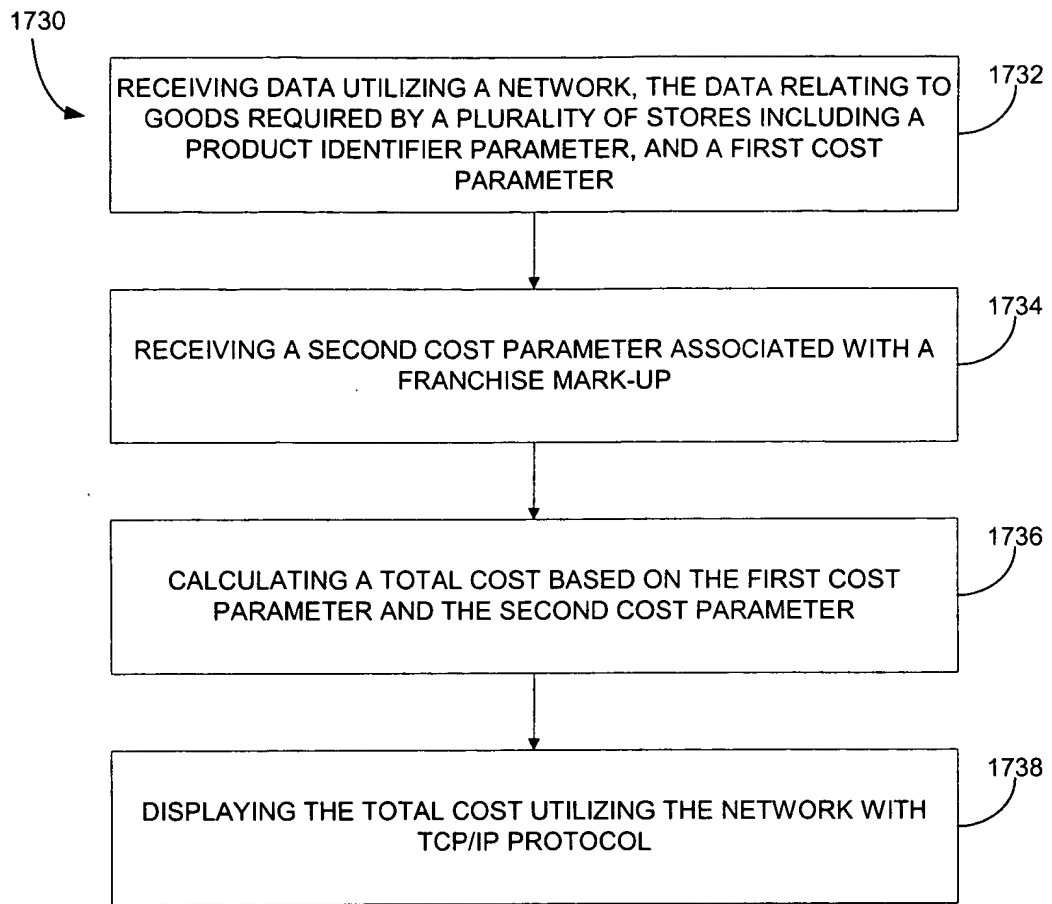 1730
RECEIVING DATA UTILIZING A NETWORK, THE DATA RELATING TO
GOODS REQUIRED BY A PLURALITY OF STORES INCLUDING A
PRODUCT IDENTIFIER PARAMETER, AND A FIRST COST
PARAMETER
1732
RECEIVING A SECOND COST PARAMETER ASSOCIATED WITH A
FRANCHISE MARK-UP
1734
CALCULATING A TOTAL COST BASED ON THE FIRST COST
PARAMETER AND THE SECOND COST PARAMETER
1736
DISPLAYING THE TOTAL COST UTILIZING THE NETWORK WITH
TCP/IP PROTOCOL
1738